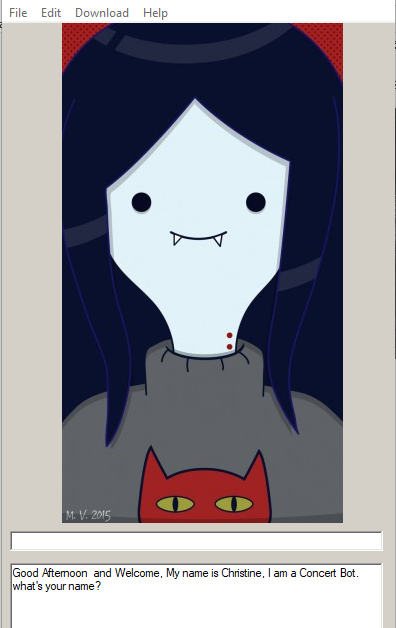 File Edit Download Help
M. V. 2015
Good Afternoon  and Welcome, My name is Christine, I am a Concert Bot.
what's your name?